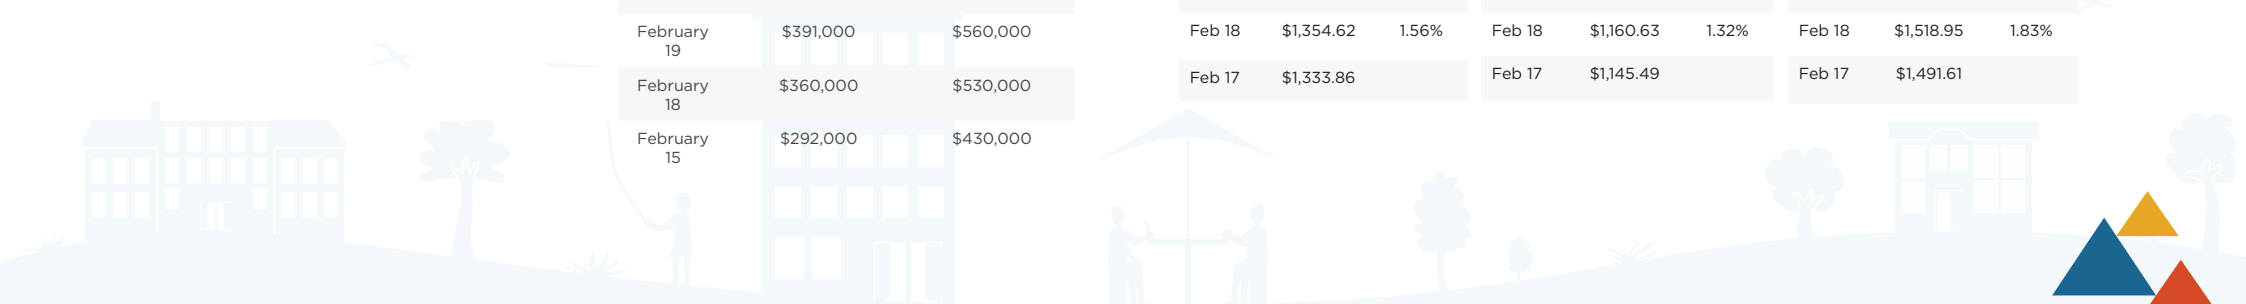 February 19 $391,000 $560,000
February 18 $360,000 $530,000
February 15 $292,000 $430,000
Feb 18 $1,354.62 1.56%
Feb 17 $1,333.86
Feb 18 $1,160.63 1.32%
Feb 17 $1,145.49
Feb 18 $1,518.95 1.83%
Feb 17 $1,491.61